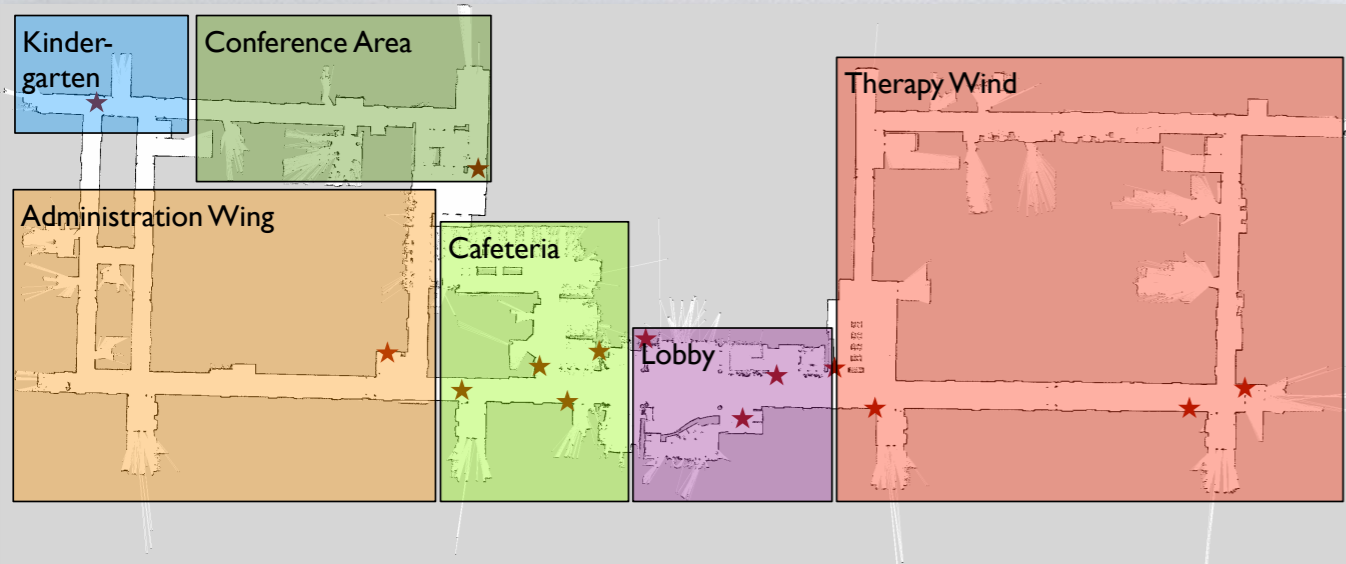 Kinder-
garten
Conference Area
Therapy Wind
Administration Wing
Cafeteria
Lobby